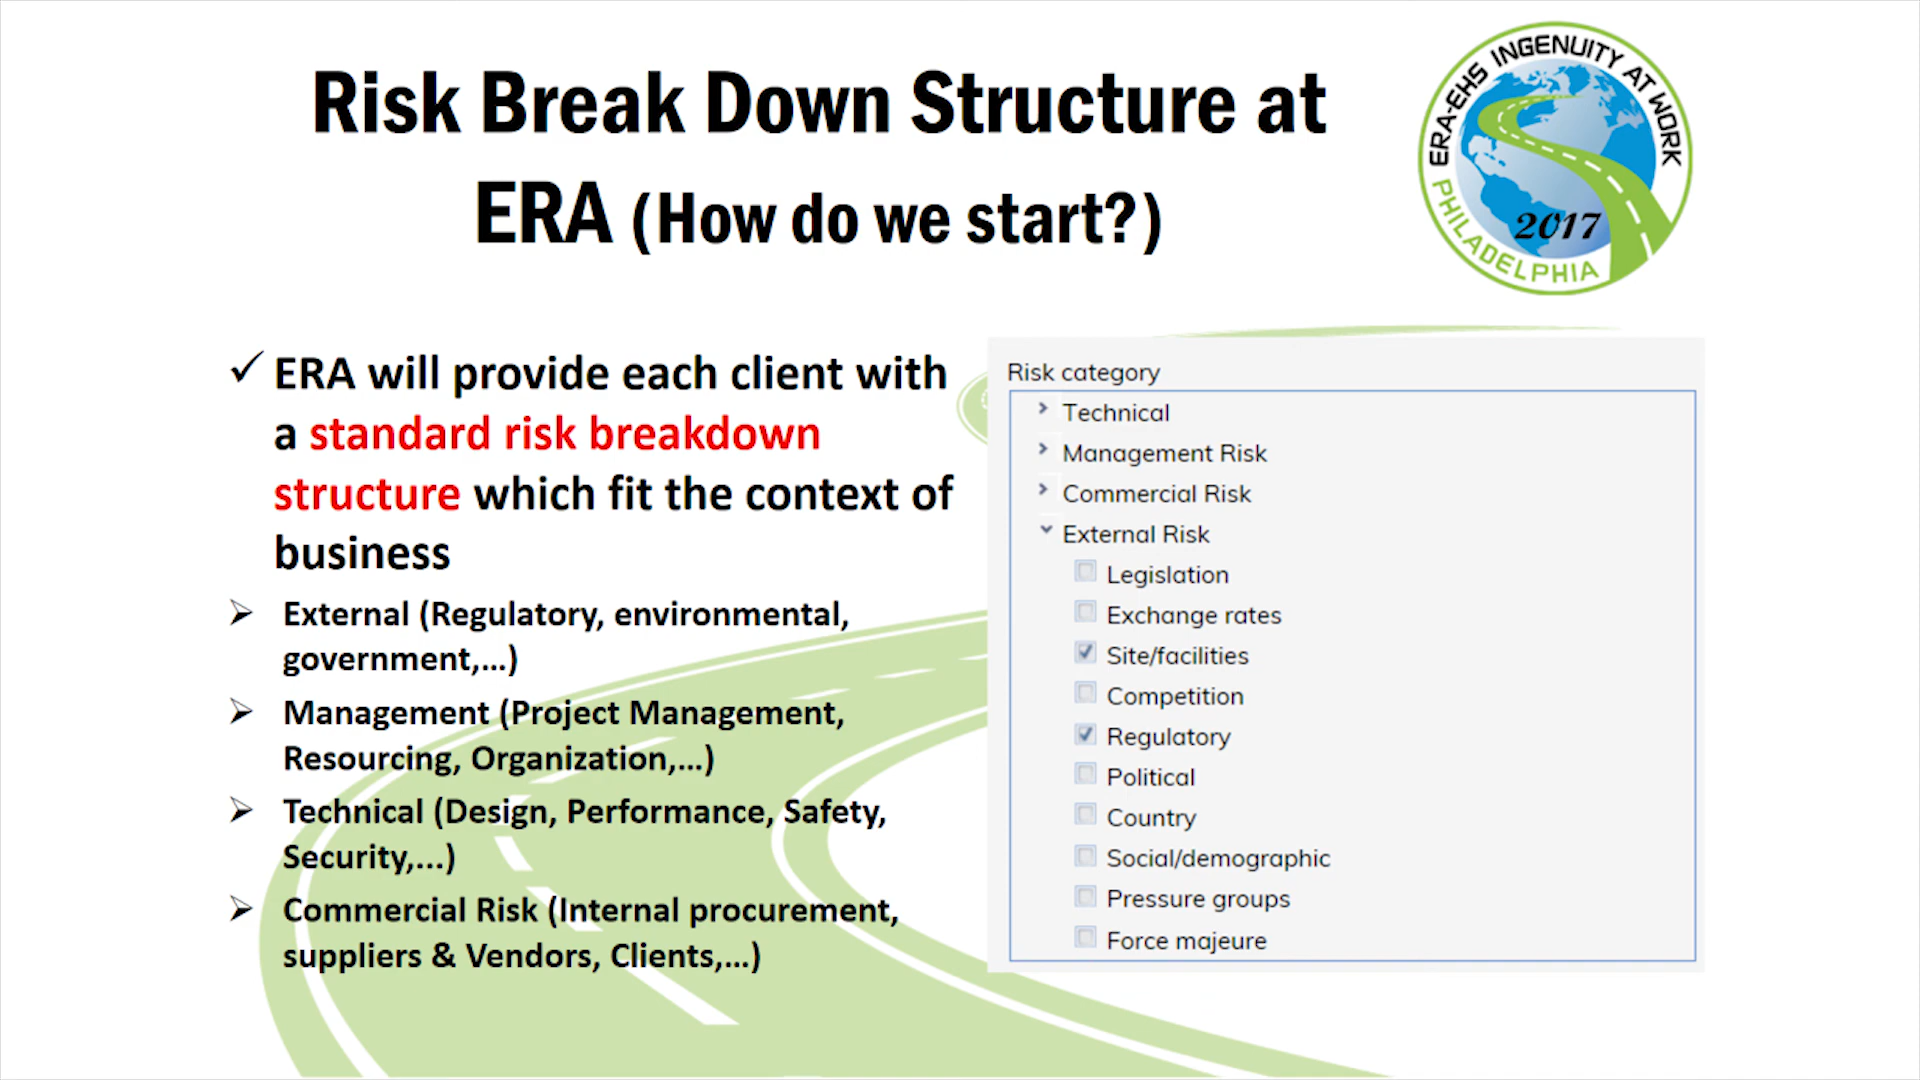 Risk Break Down Structure at
ERA (How do we start?)
ERA-EHS INGENUITY AT WORK
2017
PHILADELPHIA
ERA will provide each client with
a standard risk breakdown
structure which fit the context of
business
External (Regulatory, environmental,
government,...)
Management (Project Management,
Resourcing, Organization,...)
Technical (Design, Performance, Safety,
Security,...)
Commercial Risk (Internal procurement,
suppliers & Vendors, Clients,...)
Risk category
Technical
Management Risk
Commercial Risk
External Risk
Legislation
Exchange rates
Site/facilities
Competition
Regulatory
Political
Country
Social/demographic
Pressure groups
Force majeure